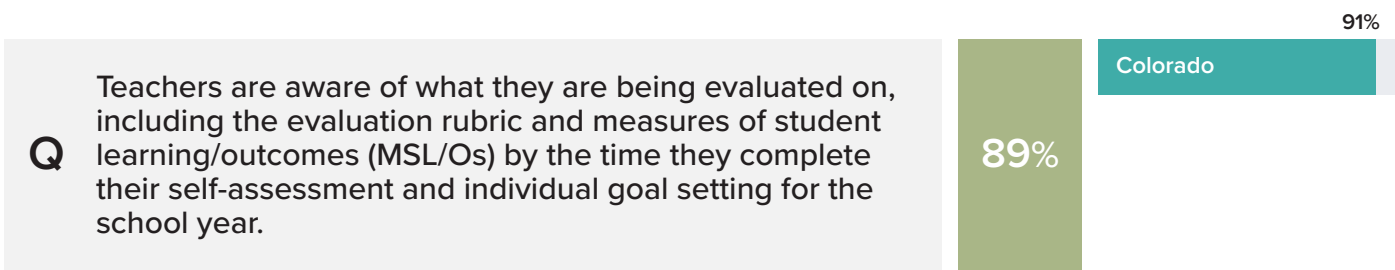 91%
Colorado
Q
Teachers are aware of what they are being evaluated on,
including the evaluation rubric and measures of student
learning/outcomes (MSL/Os) by the time they complete
their self-assessment and individual goal setting for the
school year.
89%